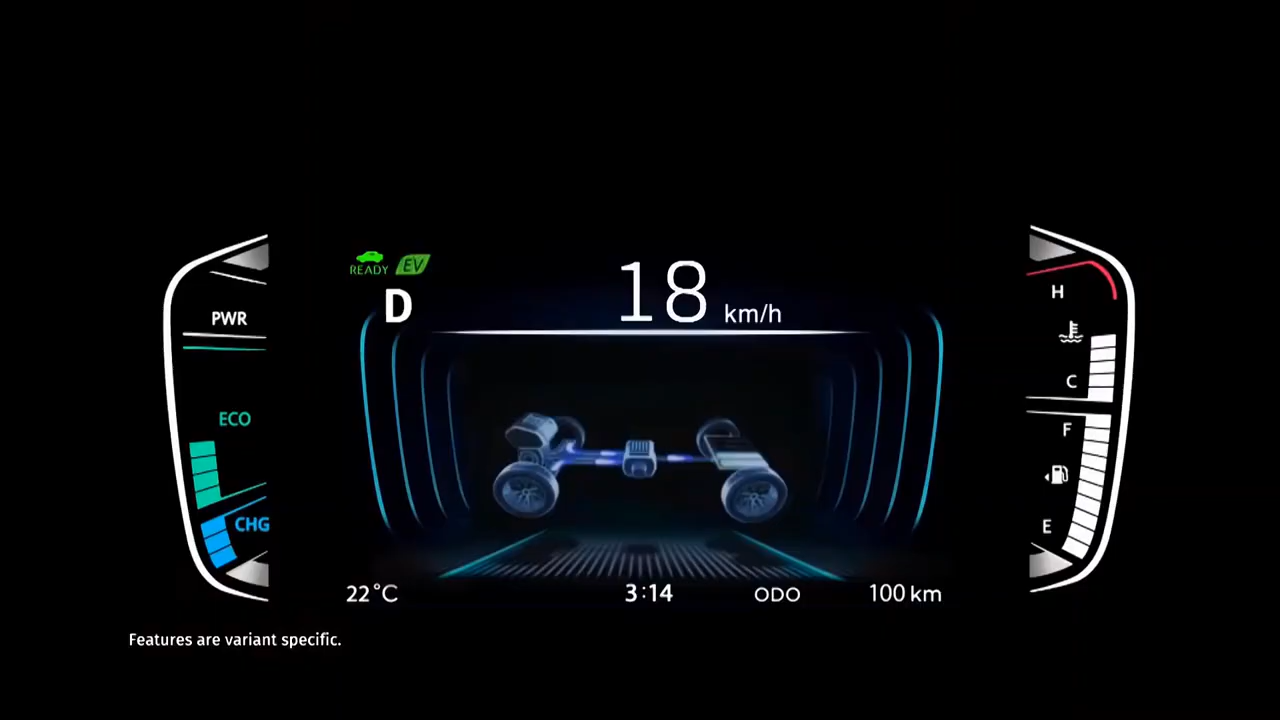 READY EV
D
18 km/h
PWR
ECO
CHG
H
C
F
E
22°C
3:14
ODO
100 km
Features are variant specific.